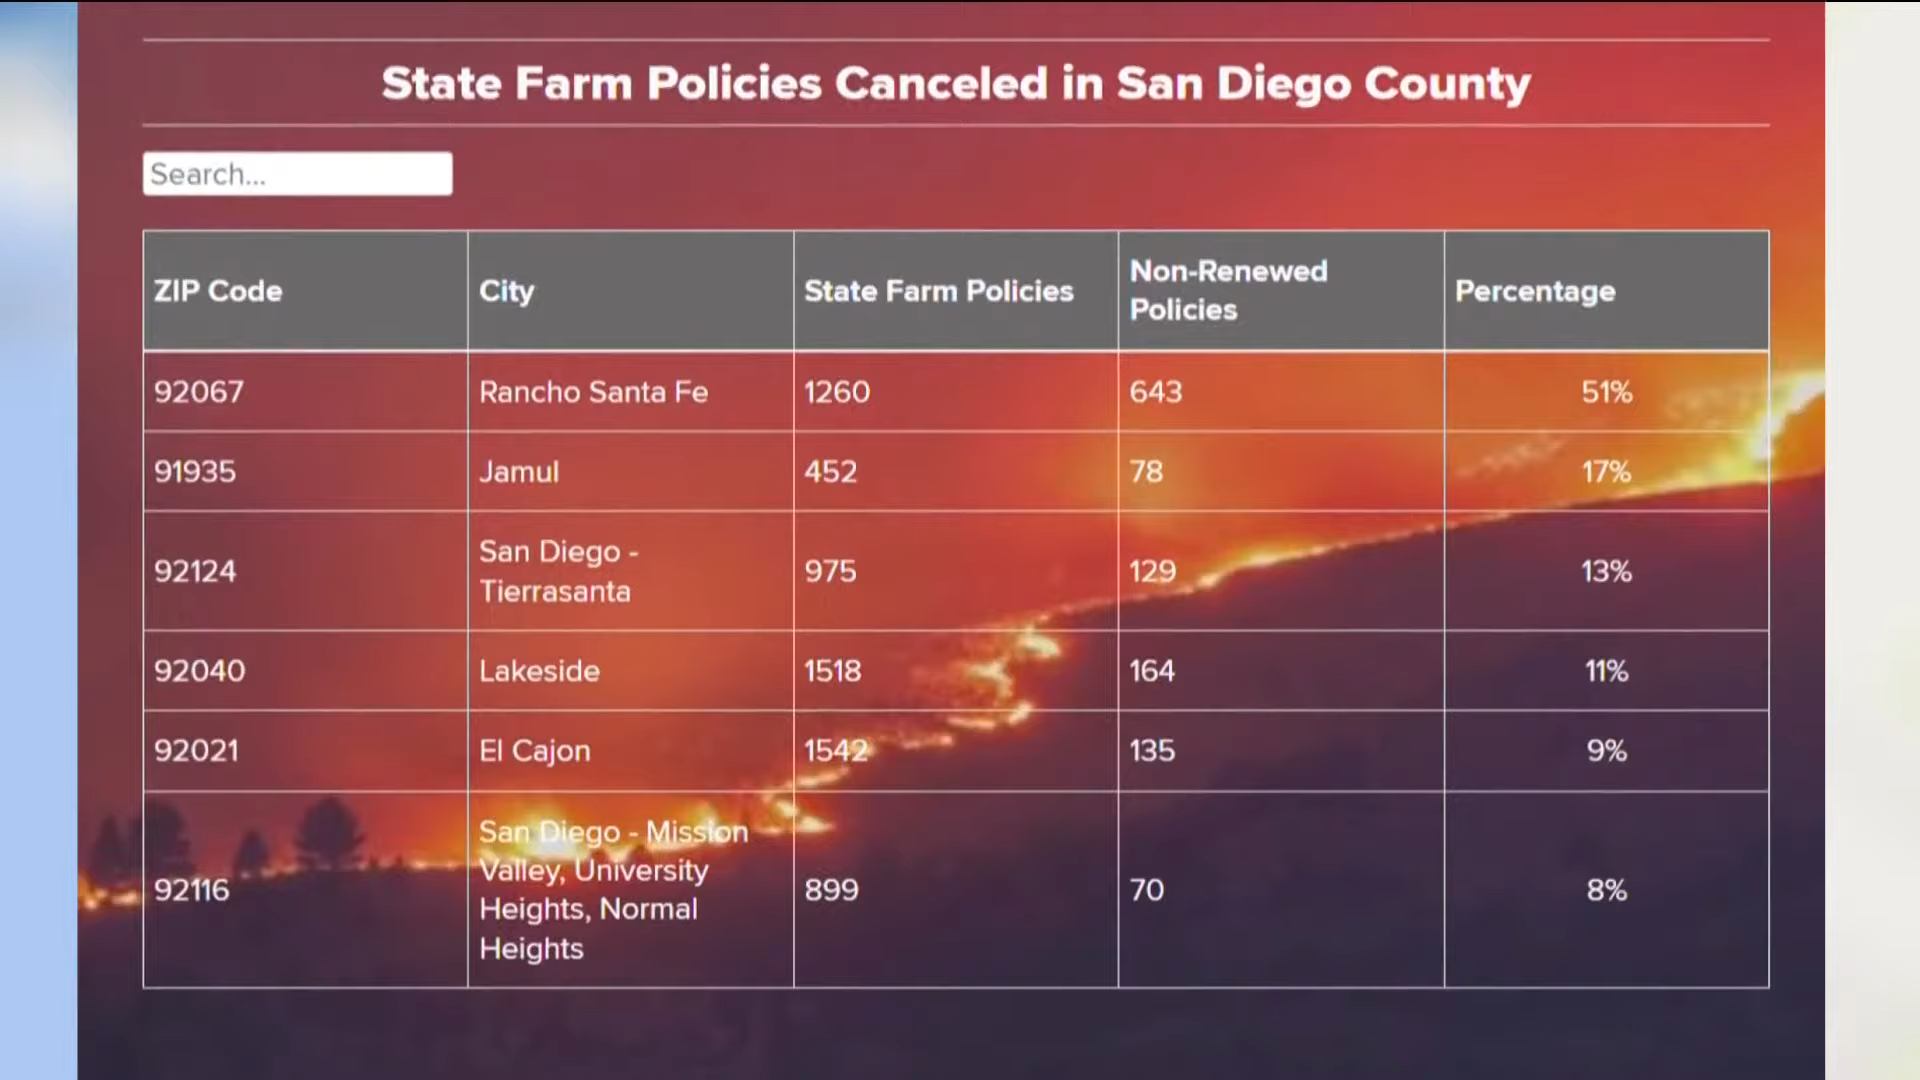 State Farm Policies Canceled in San Diego County
Search...
ZIP Code City State Farm Policies Non-Renewed Policies Percentage
92067 Rancho Santa Fe 1260 643 51%
91935 Jamul 452 78 17%
92124 San Diego - Tierrasanta 975 129 13%
92040 Lakeside 1518 164 11%
92021 El Cajon 1542 135 9%
92116 San Diego - Mission Valley, University Heights, Normal Heights 899 70 8%